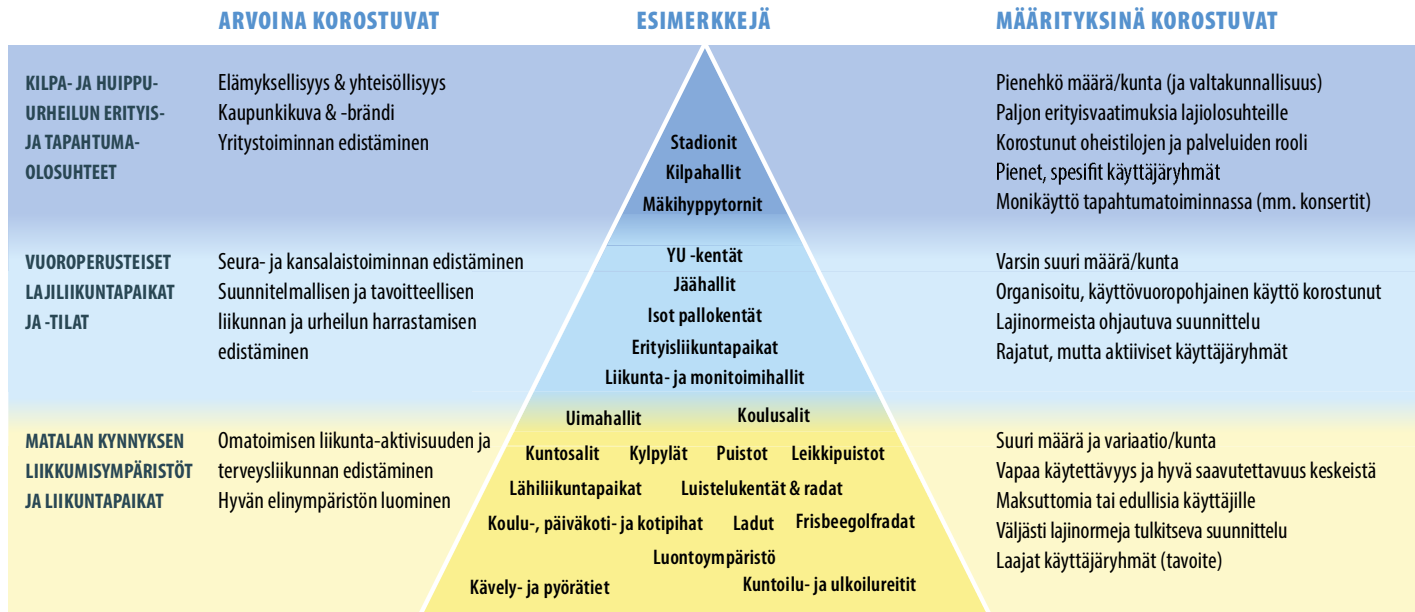 ARVOINA KOROSTUVAT
ESIMERKKEJÄ
MÄÄRITYKSINÄ KOROSTUVAT
KILPA- JA HUIPPU-
URHEILUN ERITYIS-
JA TAPAHTUMA-
OLOSUHTEET
Elämyksellisyys & yhteisöllisyys
Kaupunkikuva & -brändi
Yritystoiminnan edistäminen
Stadionit
Kilpahallit
Mäkihyppytornit
Pienehkö määrä/kunta (ja valtakunnallisuus)
Paljon erityisvaatimuksia lajiolosuhteille
Korostunut oheistilojen ja palveluiden rooli
Pienet, spesifit käyttäjäryhmät
Monikäyttö tapahtumatoiminnassa (mm. konsertit)
VUOROPERUSTEISET
LAJILIIKUNTAPAIKAT
JA -TILAT
Seura- ja kansalaistoiminnan edistäminen
Suunnitelmallisen ja tavoitteellisen
liikunnan ja urheilun harrastamisen
edistäminen
YU -kentät
Jäähallit
Isot pallokentät
Erityisliikuntapaikat
Liikunta- ja monitoimihallit
Varsin suuri määrä/kunta
Organisoitu, käyttövuoropohjainen käyttö korostunut
Lajinormeista ohjautuva suunnittelu
Rajatut, mutta aktiiviset käyttäjäryhmät
MATALAN KYNNYKSEN
LIIKKUMISYMPÄRISTÖT
JA LIIKUNTAPAIKAT
Omatoimisen liikunta-aktivisuuden ja
terveysliikunnan edistäminen
Hyvän elinympäristön luominen
Uimahallit Koulusalit
Kuntosalit Kylpylät Puistot Leikkipuistot
Lähiliikuntapaikat Luistelukentät & radat
Koulu-, päiväkoti- ja kotipihat Ladut Frisbeegolfradat
Luontoympäristö
Kävely- ja pyörätiet Kuntoilu- ja ulkoilureitit
Suuri määrä ja variaatio/kunta
Vapaa käytettävyys ja hyvä saavutettavuus keskeistä
Maksuttomia tai edullisia käyttäjille
Väljästi lajinormeja tulkitseva suunnittelu
Laajat käyttäjäryhmät (tavoite)